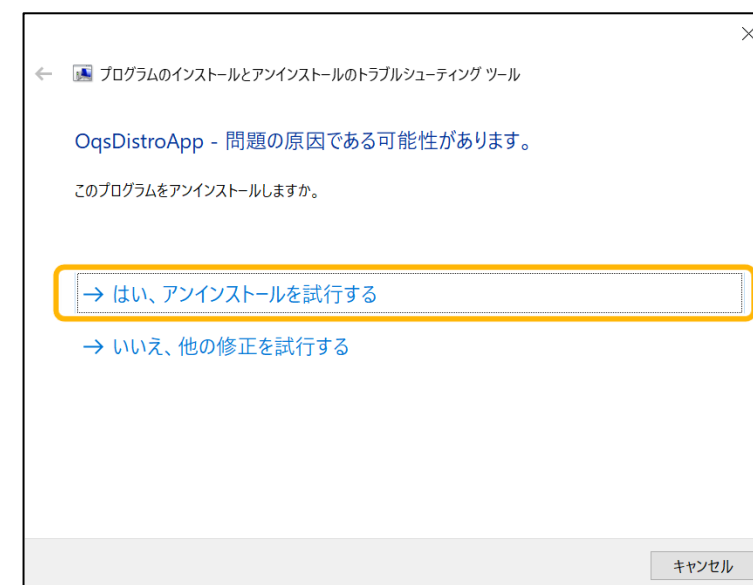 プログラムのインストールとアンインストールのトラブルシューティング ツール
OqsDistroApp - 問題の原因である可能性があります。
このプログラムをアンインストールしますか。
→ はい、アンインストールを試行する
→ いいえ、他の修正を試行する
キャンセル